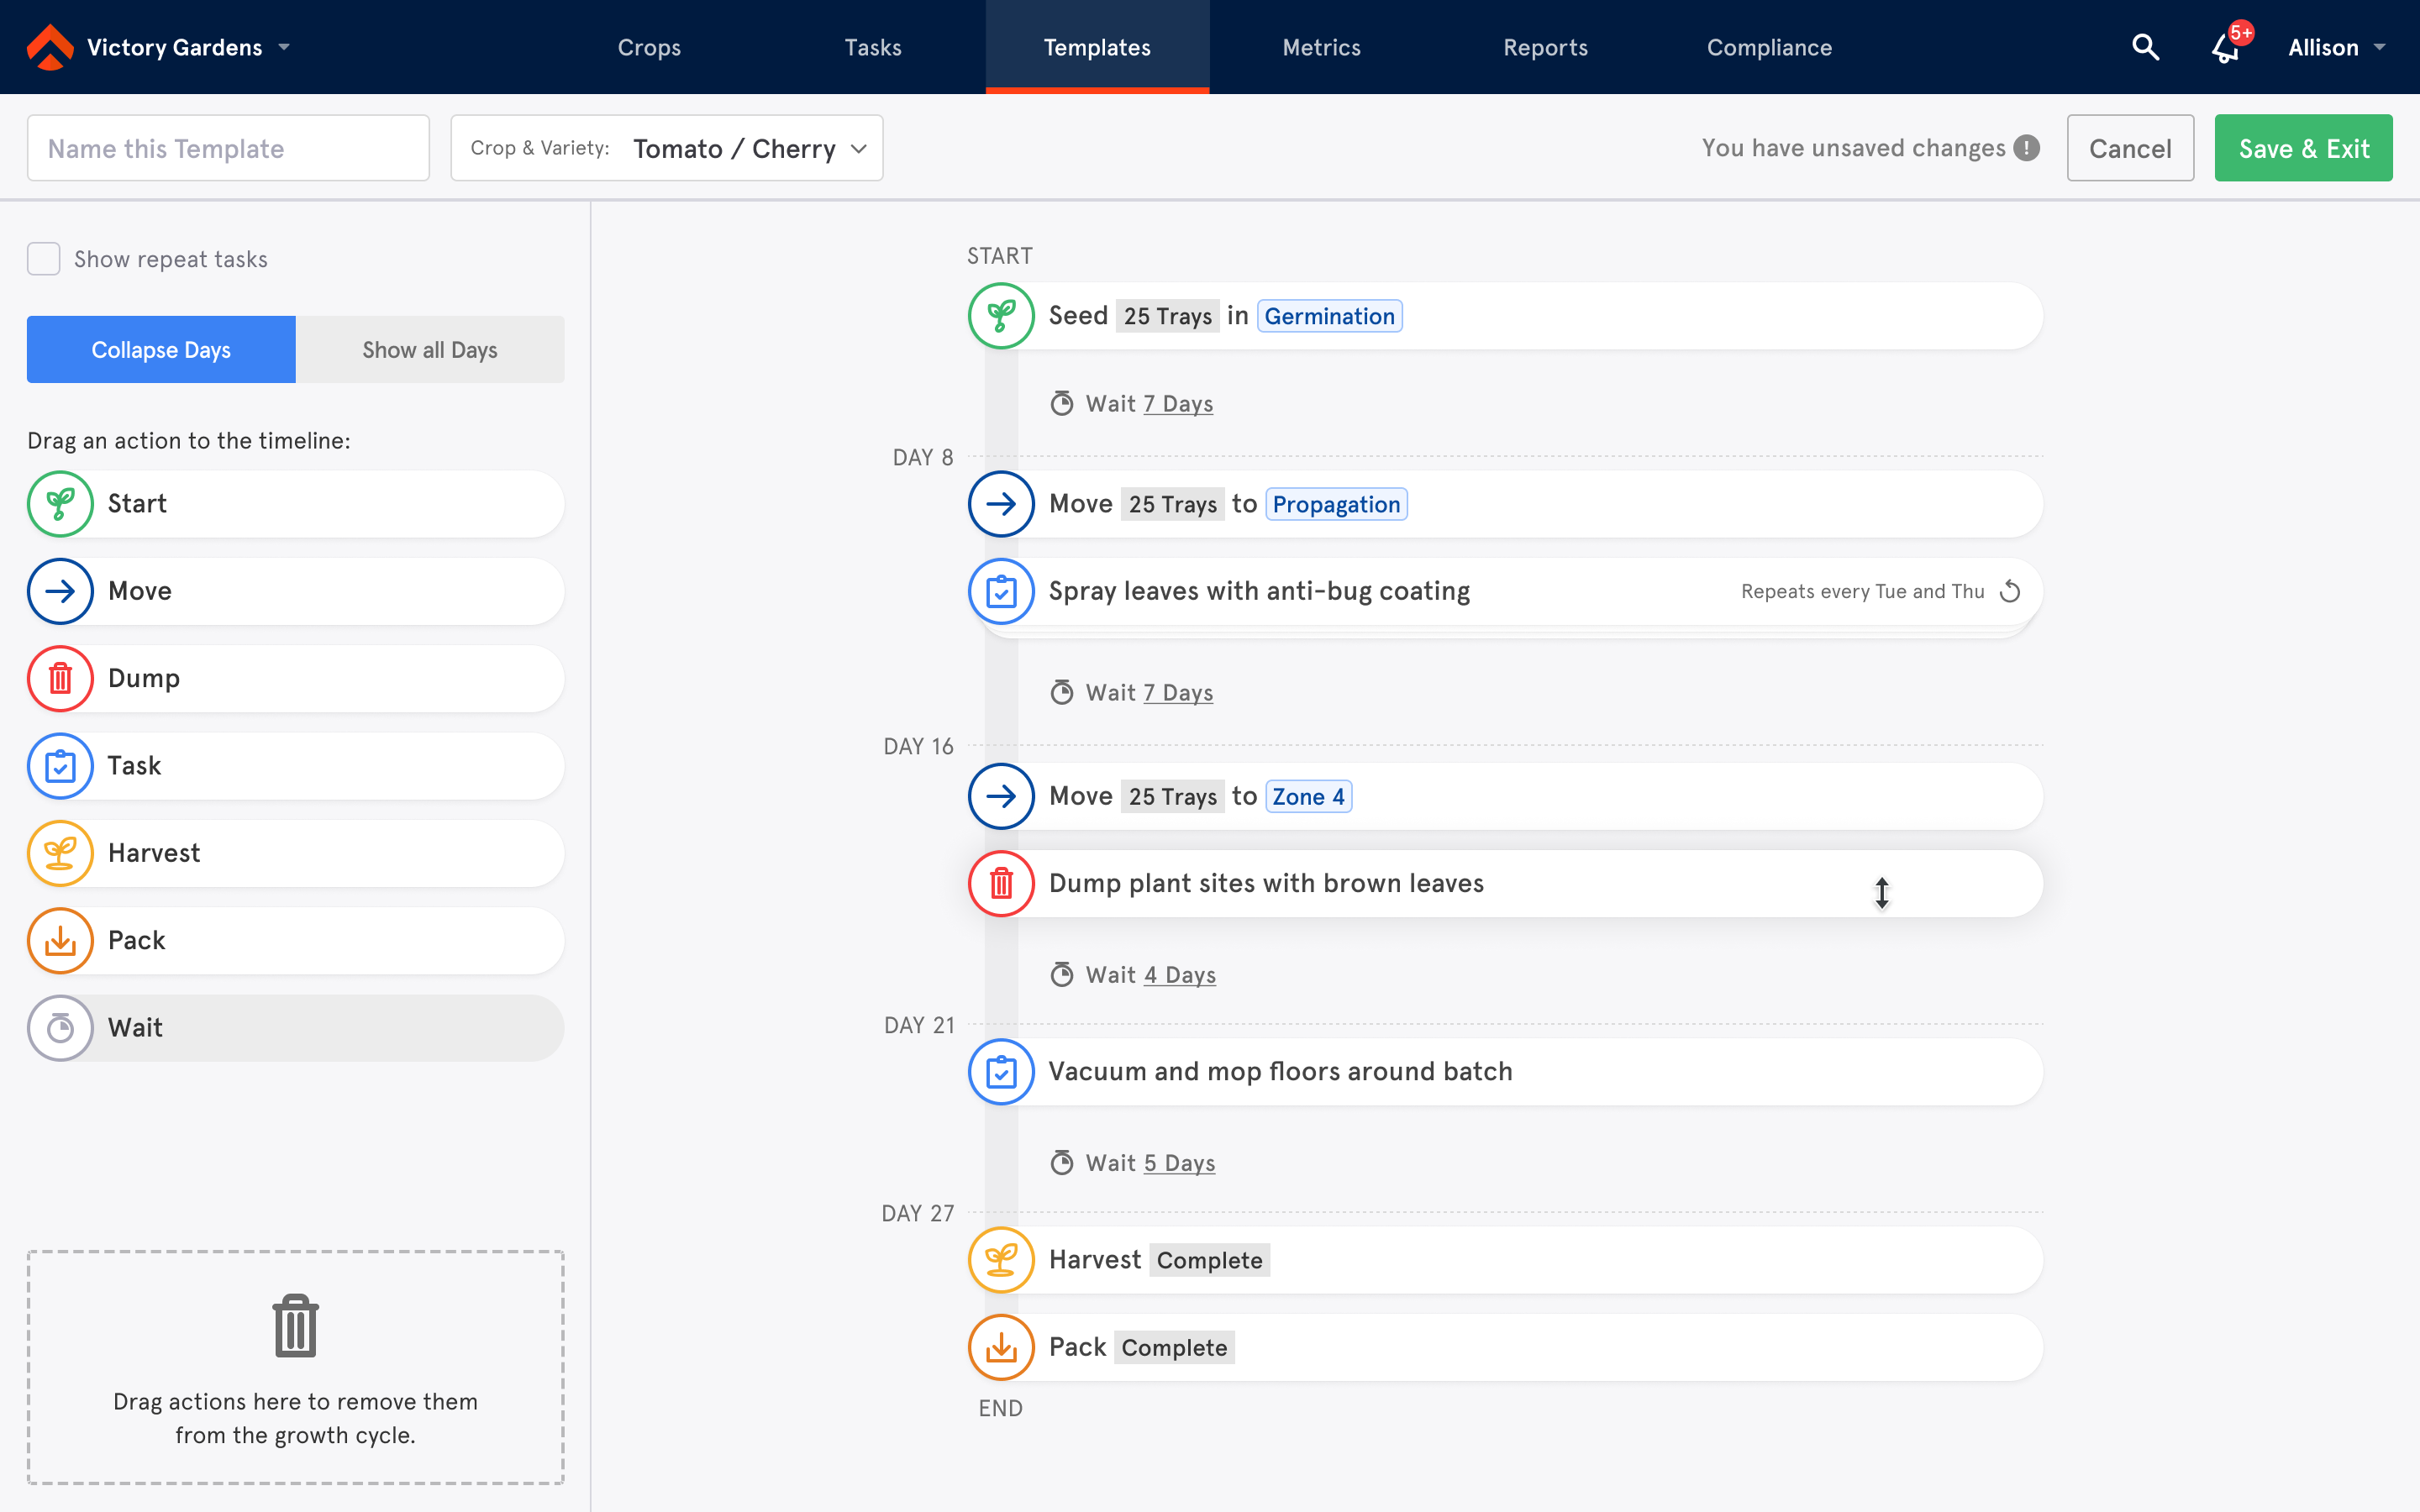 Victory Gardens
Crops
Tasks
Templates
Metrics
Reports
Compliance
5+
Allison
Name this Template
Crop & Variety: Tomato / Cherry
You have unsaved changes !
Cancel
Save & Exit
Show repeat tasks
Collapse Days
Show all Days
Drag an action to the timeline:
Start
Move
Dump
Task
Harvest
Pack
Wait
Drag actions here to remove them
from the growth cycle.
START
Seed 25 Trays in Germination
Wait 7 Days
DAY 8
Move 25 Trays to Propagation
Spray leaves with anti-bug coating
Repeats every Tue and Thu
Wait 7 Days
DAY 16
Move 25 Trays to Zone 4
Dump plant sites with brown leaves
Wait 4 Days
DAY 21
Vacuum and mop floors around batch
Wait 5 Days
DAY 27
Harvest Complete
Pack Complete
END